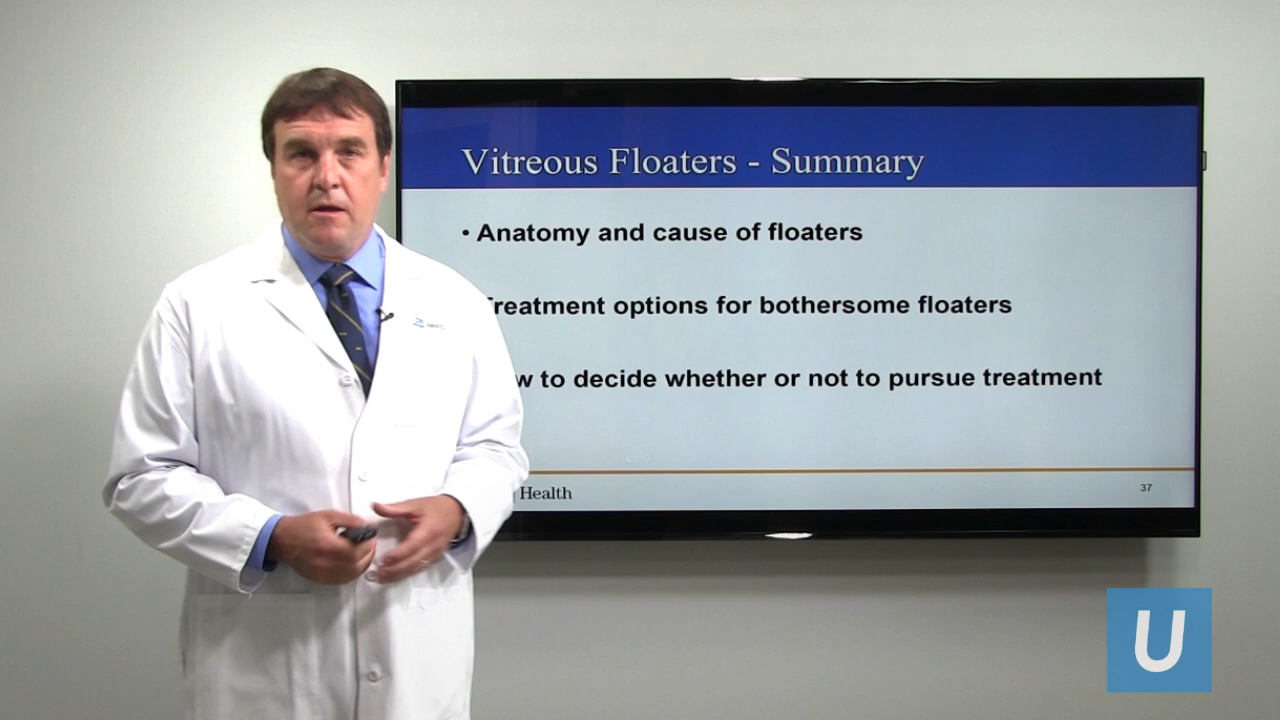 Vitreous Floaters - Summary
• Anatomy and cause of floaters
reatment options for bothersome floaters
w to decide whether or not to pursue treatment
Health
37
U